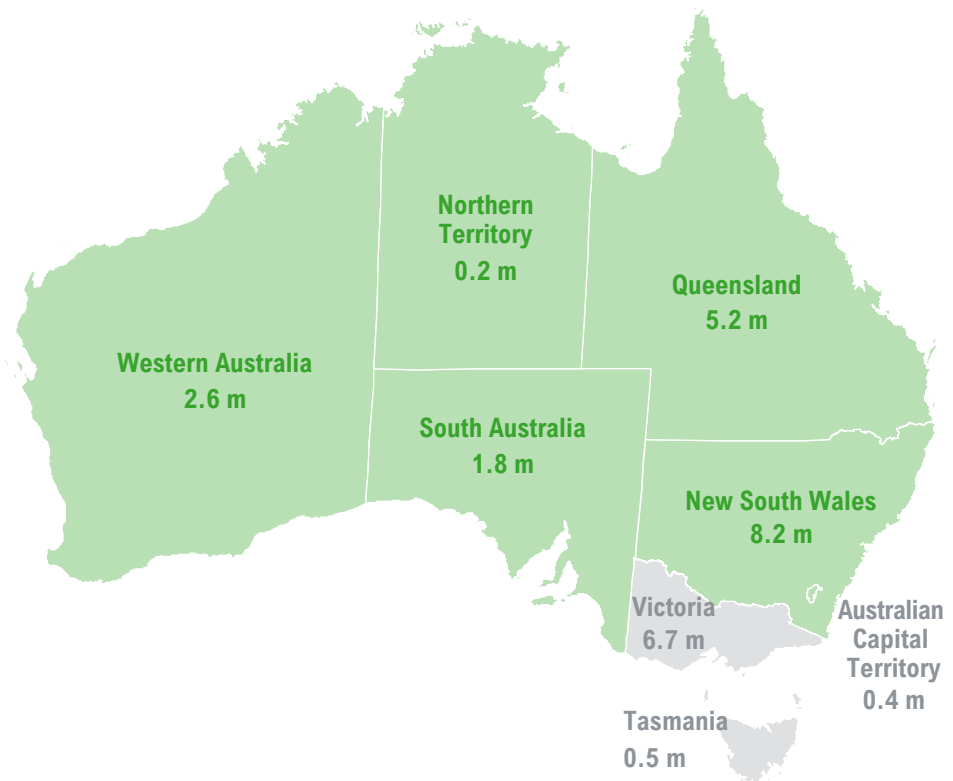 Northern
Territory
0.2 m
Queensland
5.2 m
Western Australia
2.6 m
South Australia
1.8 m
New South Wales
8.2 m
Victoria
6.7 m
Australian
Capital
Territory
0.4 m
Tasmania
0.5 m